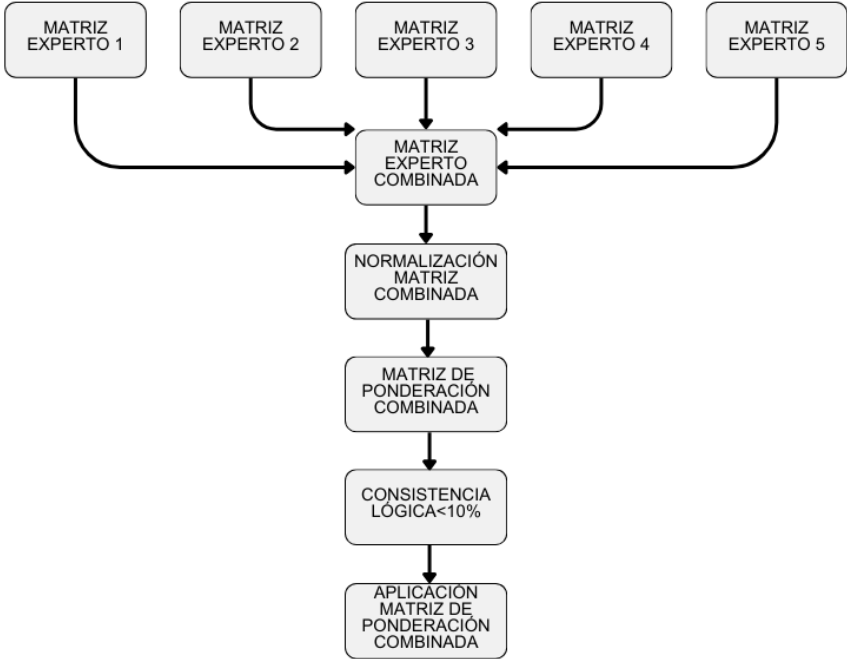 MATRIZ
EXPERTO 1
MATRIZ
EXPERTO 2
MATRIZ
EXPERTO 3
MATRIZ
EXPERTO 4
MATRIZ
EXPERTO 5
MATRIZ
EXPERTO
COMBINADA
NORMALIZACIÓN
MATRIZ
COMBINADA
MATRIZ DE
PONDERACIÓN
COMBINADA
CONSISTENCIA
LÓGICA<10%
APLICACIÓN
MATRIZ DE
PONDERACIÓN
COMBINADA